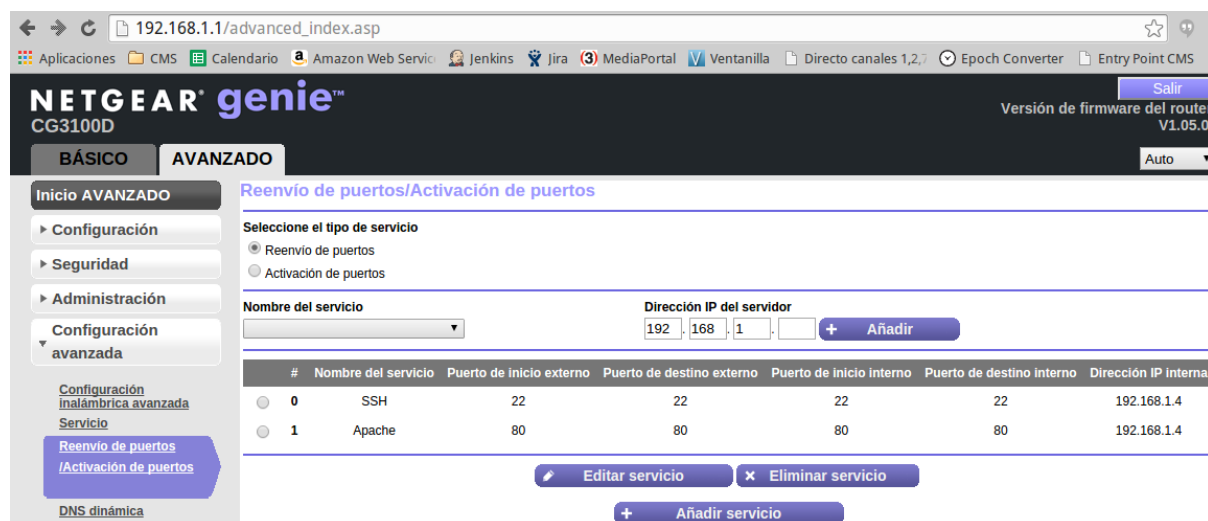 192.168.1.1/advanced_index.asp
Aplicaciones CMS Calendario Amazon Web Servic Jenkins Jira (3) MediaPortal Ventanilla Directo canales 1,2,7 Epoch Converter Entry Point CMS
NETGEAR® genie™
CG3100D
Salir
Versión de firmware del router
V1.05.0
BÁSICO AVANZADO
Auto
Inicio AVANZADO
Configuración
Seguridad
Administración
Configuración
avanzada
Configuración
inalámbrica avanzada
Servicio
Reenvío de puertos
/Activación de puertos
DNS dinámica
Reenvío de puertos/Activación de puertos
Seleccione el tipo de servicio
Reenvío de puertos
Activación de puertos
Nombre del servicio Dirección IP del servidor
192 . 168 . 1 . + Añadir
# Nombre del servicio Puerto de inicio externo Puerto de destino externo Puerto de inicio interno Puerto de destino interno Dirección IP interna
0 SSH 22 22 22 22 192.168.1.4
1 Apache 80 80 80 80 192.168.1.4
Editar servicio × Eliminar servicio
+ Añadir servicio